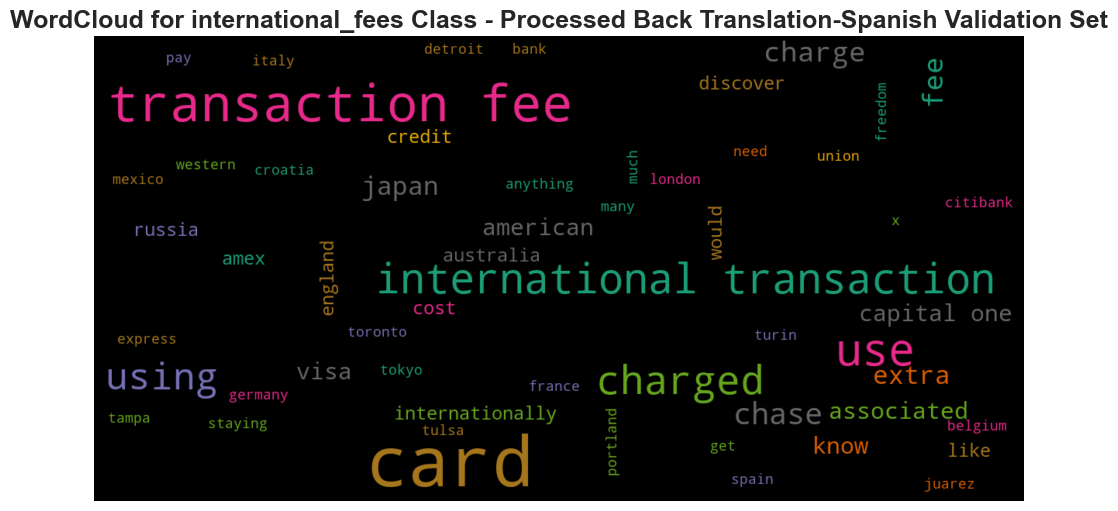 WordCloud for international_fees Class - Processed Back Translation-Spanish Validation Set
pay
italy
detroit
bank
charge
fee
discover
transaction fee
freedom
credit
western
croatia
mexico
japan
anything
much
london
need
union
many
citibank
russia
american
would
x
amex
england
australia
international transaction
cost
capital one
toronto
turin
express
use
using
visa
tokyo
germany
france
charged
extra
tampa
staying
internationally
tulsa
portland
chase
associated
belgium
card
get
know
like
spain
juarez